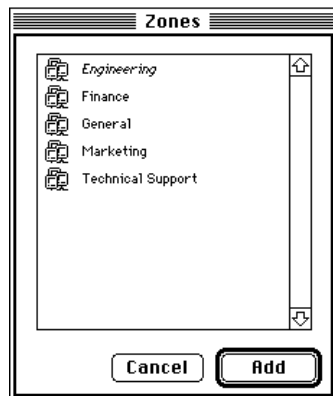 Zones
Engineering
Finance
General
Marketing
Technical Support
Cancel
Add